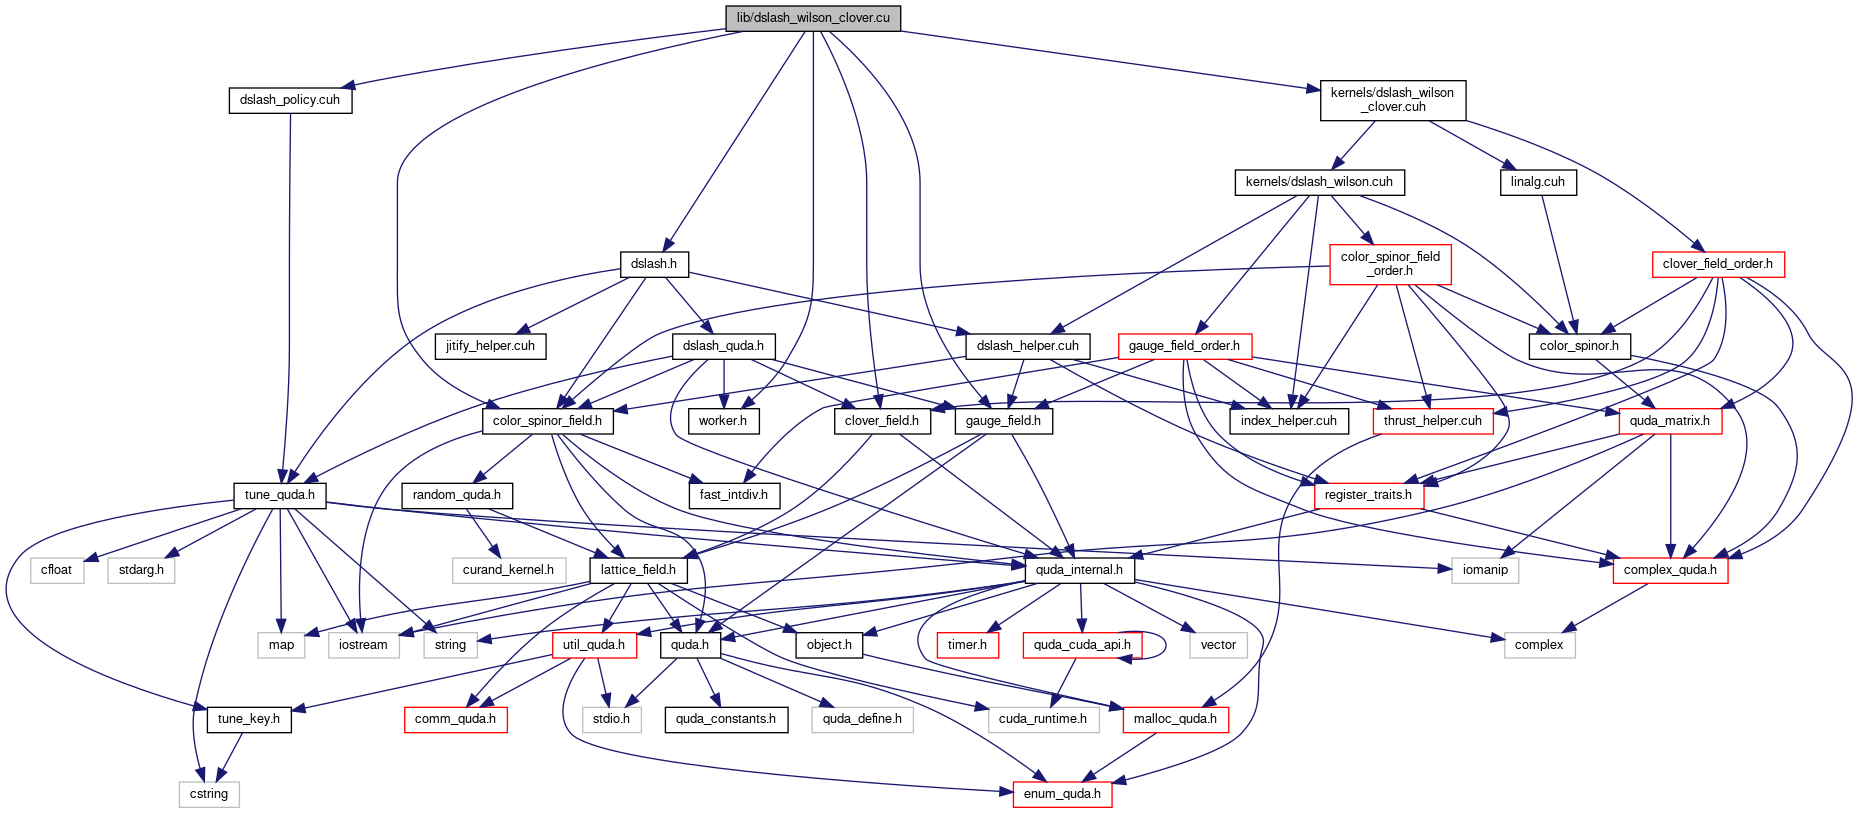 lib/dslash_wilson_clover.cu
dslash_policy.cuh
kernels/dslash_wilson
_clover.cuh
kernels/dslash_wilson.cuh
linalg.cuh
dslash.h
color_spinor_field
_order.h
clover_field_order.h
jitify_helper.cuh
dslash_quda.h
dslash_helper.cuh
gauge_field_order.h
color_spinor.h
color_spinor_field.h
worker.h
clover_field.h
gauge_field.h
index_helper.cuh
thrust_helper.cuh
quda_matrix.h
tune_quda.h
random_quda.h
fast_intdiv.h
register_traits.h
cfloat
stdarg.h
curand_kernel.h
lattice_field.h
quda_internal.h
iomanip
complex_quda.h
map
iostream
string
util_quda.h
quda.h
object.h
timer.h
quda_cuda_api.h
vector
complex
tune_key.h
comm_quda.h
stdio.h
quda_constants.h
quda_define.h
cuda_runtime.h
malloc_quda.h
cstring
enum_quda.h